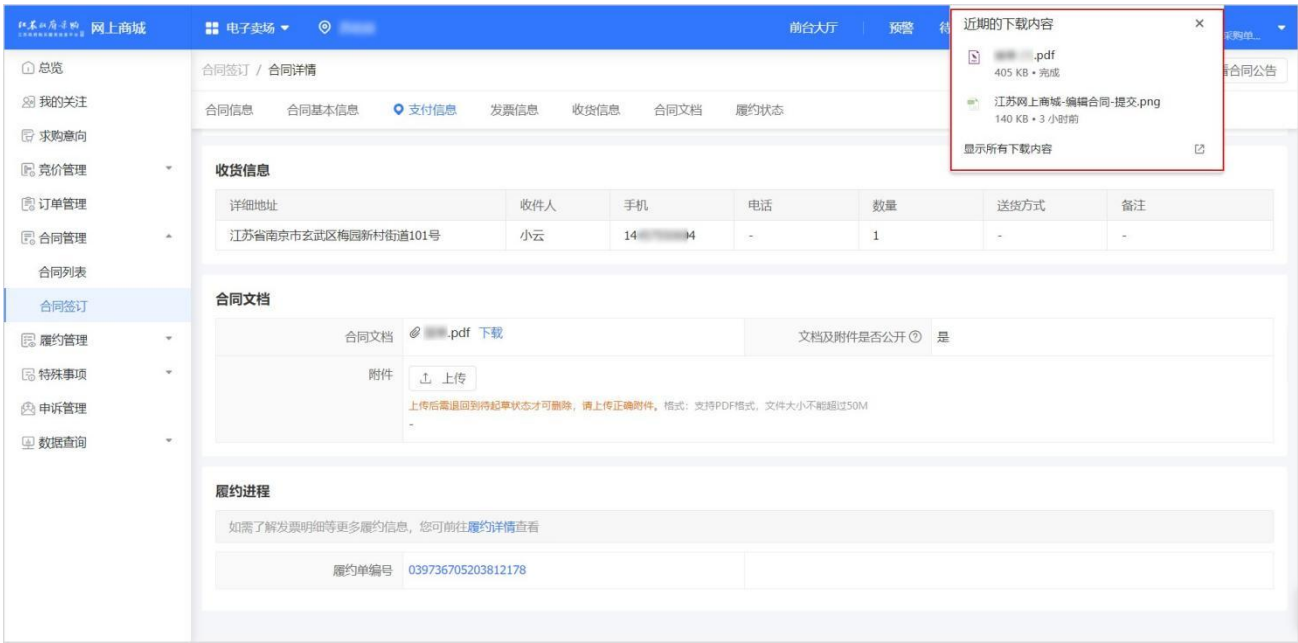 江苏政府采购 网上商城
电子卖场
前台大厅
预警
待
采购单...
近期的下载内容
.pdf
405 KB • 完成
江苏网上商城-编辑合同-提交.png
140 KB • 3 小时前
显示所有下载内容
总览
我的关注
求购意向
竞价管理
订单管理
合同管理
合同列表
合同签订
履约管理
特殊事项
申诉管理
数据查询
合同签订 / 合同详情
看合同公告
合同信息 合同基本信息 支付信息 发票信息 收货信息 合同文档 履约状态
收货信息
详细地址 收件人 手机 电话 数量 送货方式 备注
江苏省南京市玄武区梅园新村街道101号 小云 14 4 - 1 - -
合同文档
合同文档 .pdf 下载 文档及附件是否公开 是
附件 上传
上传后需退回到待起草状态才可删除，请上传正确附件。格式：支持PDF格式，文件大小不能超过50M
-
履约进程
如需了解发票明细等更多履约信息，您可前往履约详情查看
履约单编号 039736705203812178